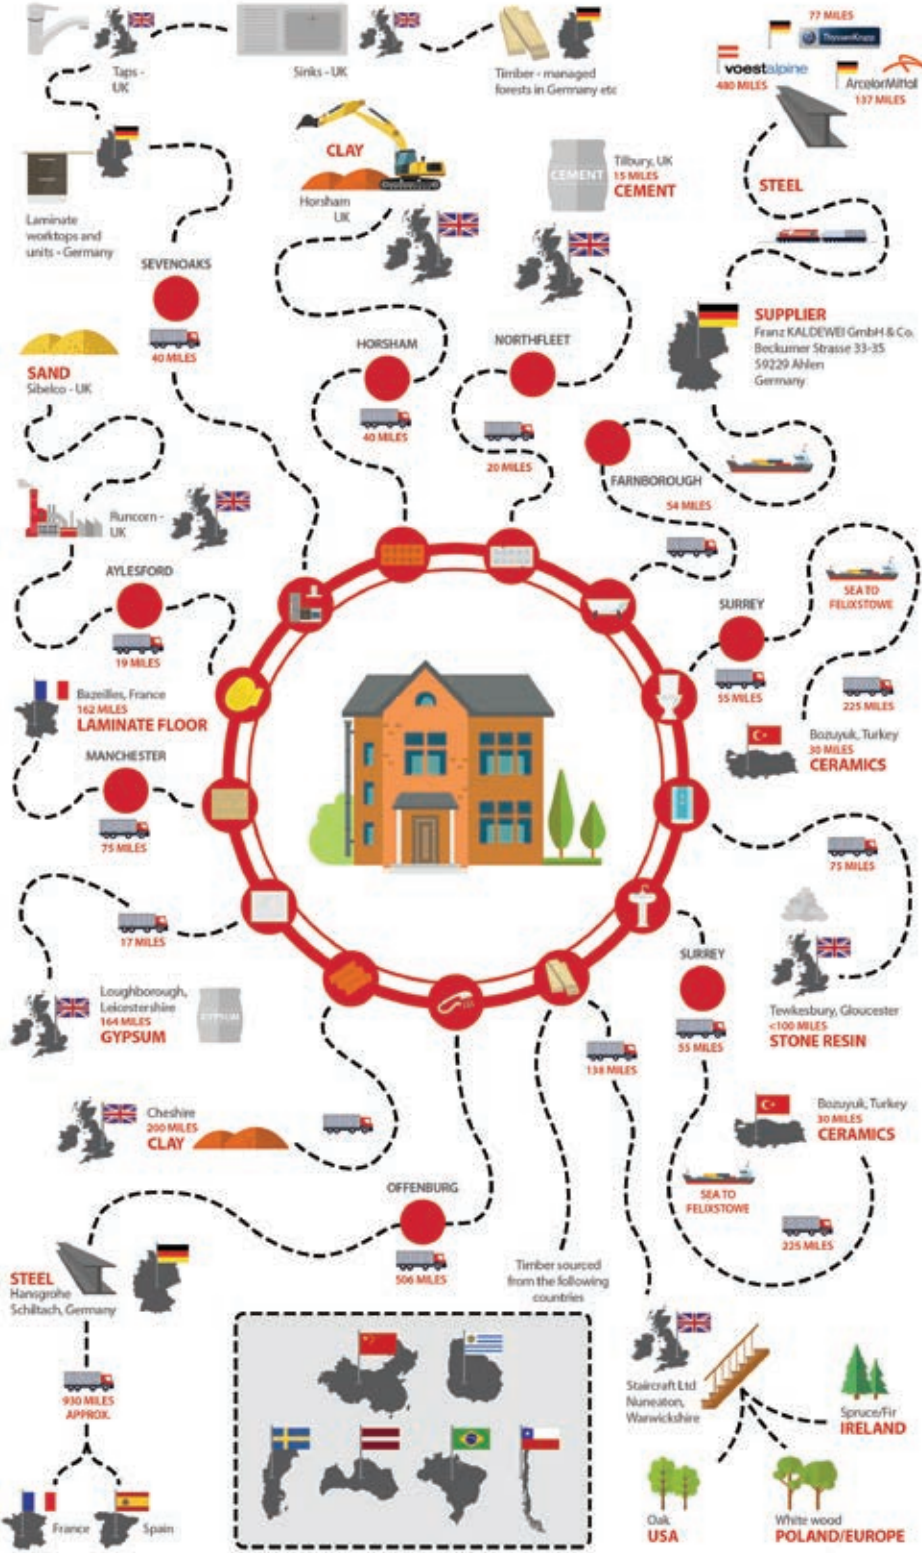 Taps -
UK
Sinks - UK
Timber - managed
forests in Germany etc
77 MILES
ThyssenKrupp
voestalpine
480 MILES
ArcelorMittal
137 MILES
STEEL
Laminate
worktops and
units - Germany
CLAY
Horsham
UK
CEMENT
Tilbury, UK
15 MILES
CEMENT
SEVENOAKS
40 MILES
SAND
Sibelco - UK
HORSHAM
40 MILES
NORTHFLEET
20 MILES
SUPPLIER
Franz KALDEWEI GmbH & Co.
Beckumer Strasse 33-35
59229 Ahlen
Germany
FARNBOROUGH
54 MILES
Runcorn -
UK
AYLESFORD
19 MILES
SURREY
55 MILES
SEA TO
FELIXSTOWE
225 MILES
Bozuyuk, Turkey
30 MILES
CERAMICS
Bazeilles, France
162 MILES
LAMINATE FLOOR
MANCHESTER
75 MILES
75 MILES
Tewkesbury, Gloucester
<100 MILES
STONE RESIN
17 MILES
Loughborough,
Leicestershire
164 MILES
GYPSUM
GYPSUM
SURREY
55 MILES
138 MILES
Bozuyuk, Turkey
30 MILES
CERAMICS
SEA TO
FELIXSTOWE
225 MILES
Cheshire
200 MILES
CLAY
OFFENBURG
506 MILES
STEEL
Hansgrohe
Schiltach, Germany
930 MILES
APPROX.
France
Spain
Timber sourced
from the following
countries
Staircraft Ltd
Nuneaton,
Warwickshire
Spruce/Fir
IRELAND
Oak
USA
White wood
POLAND/EUROPE